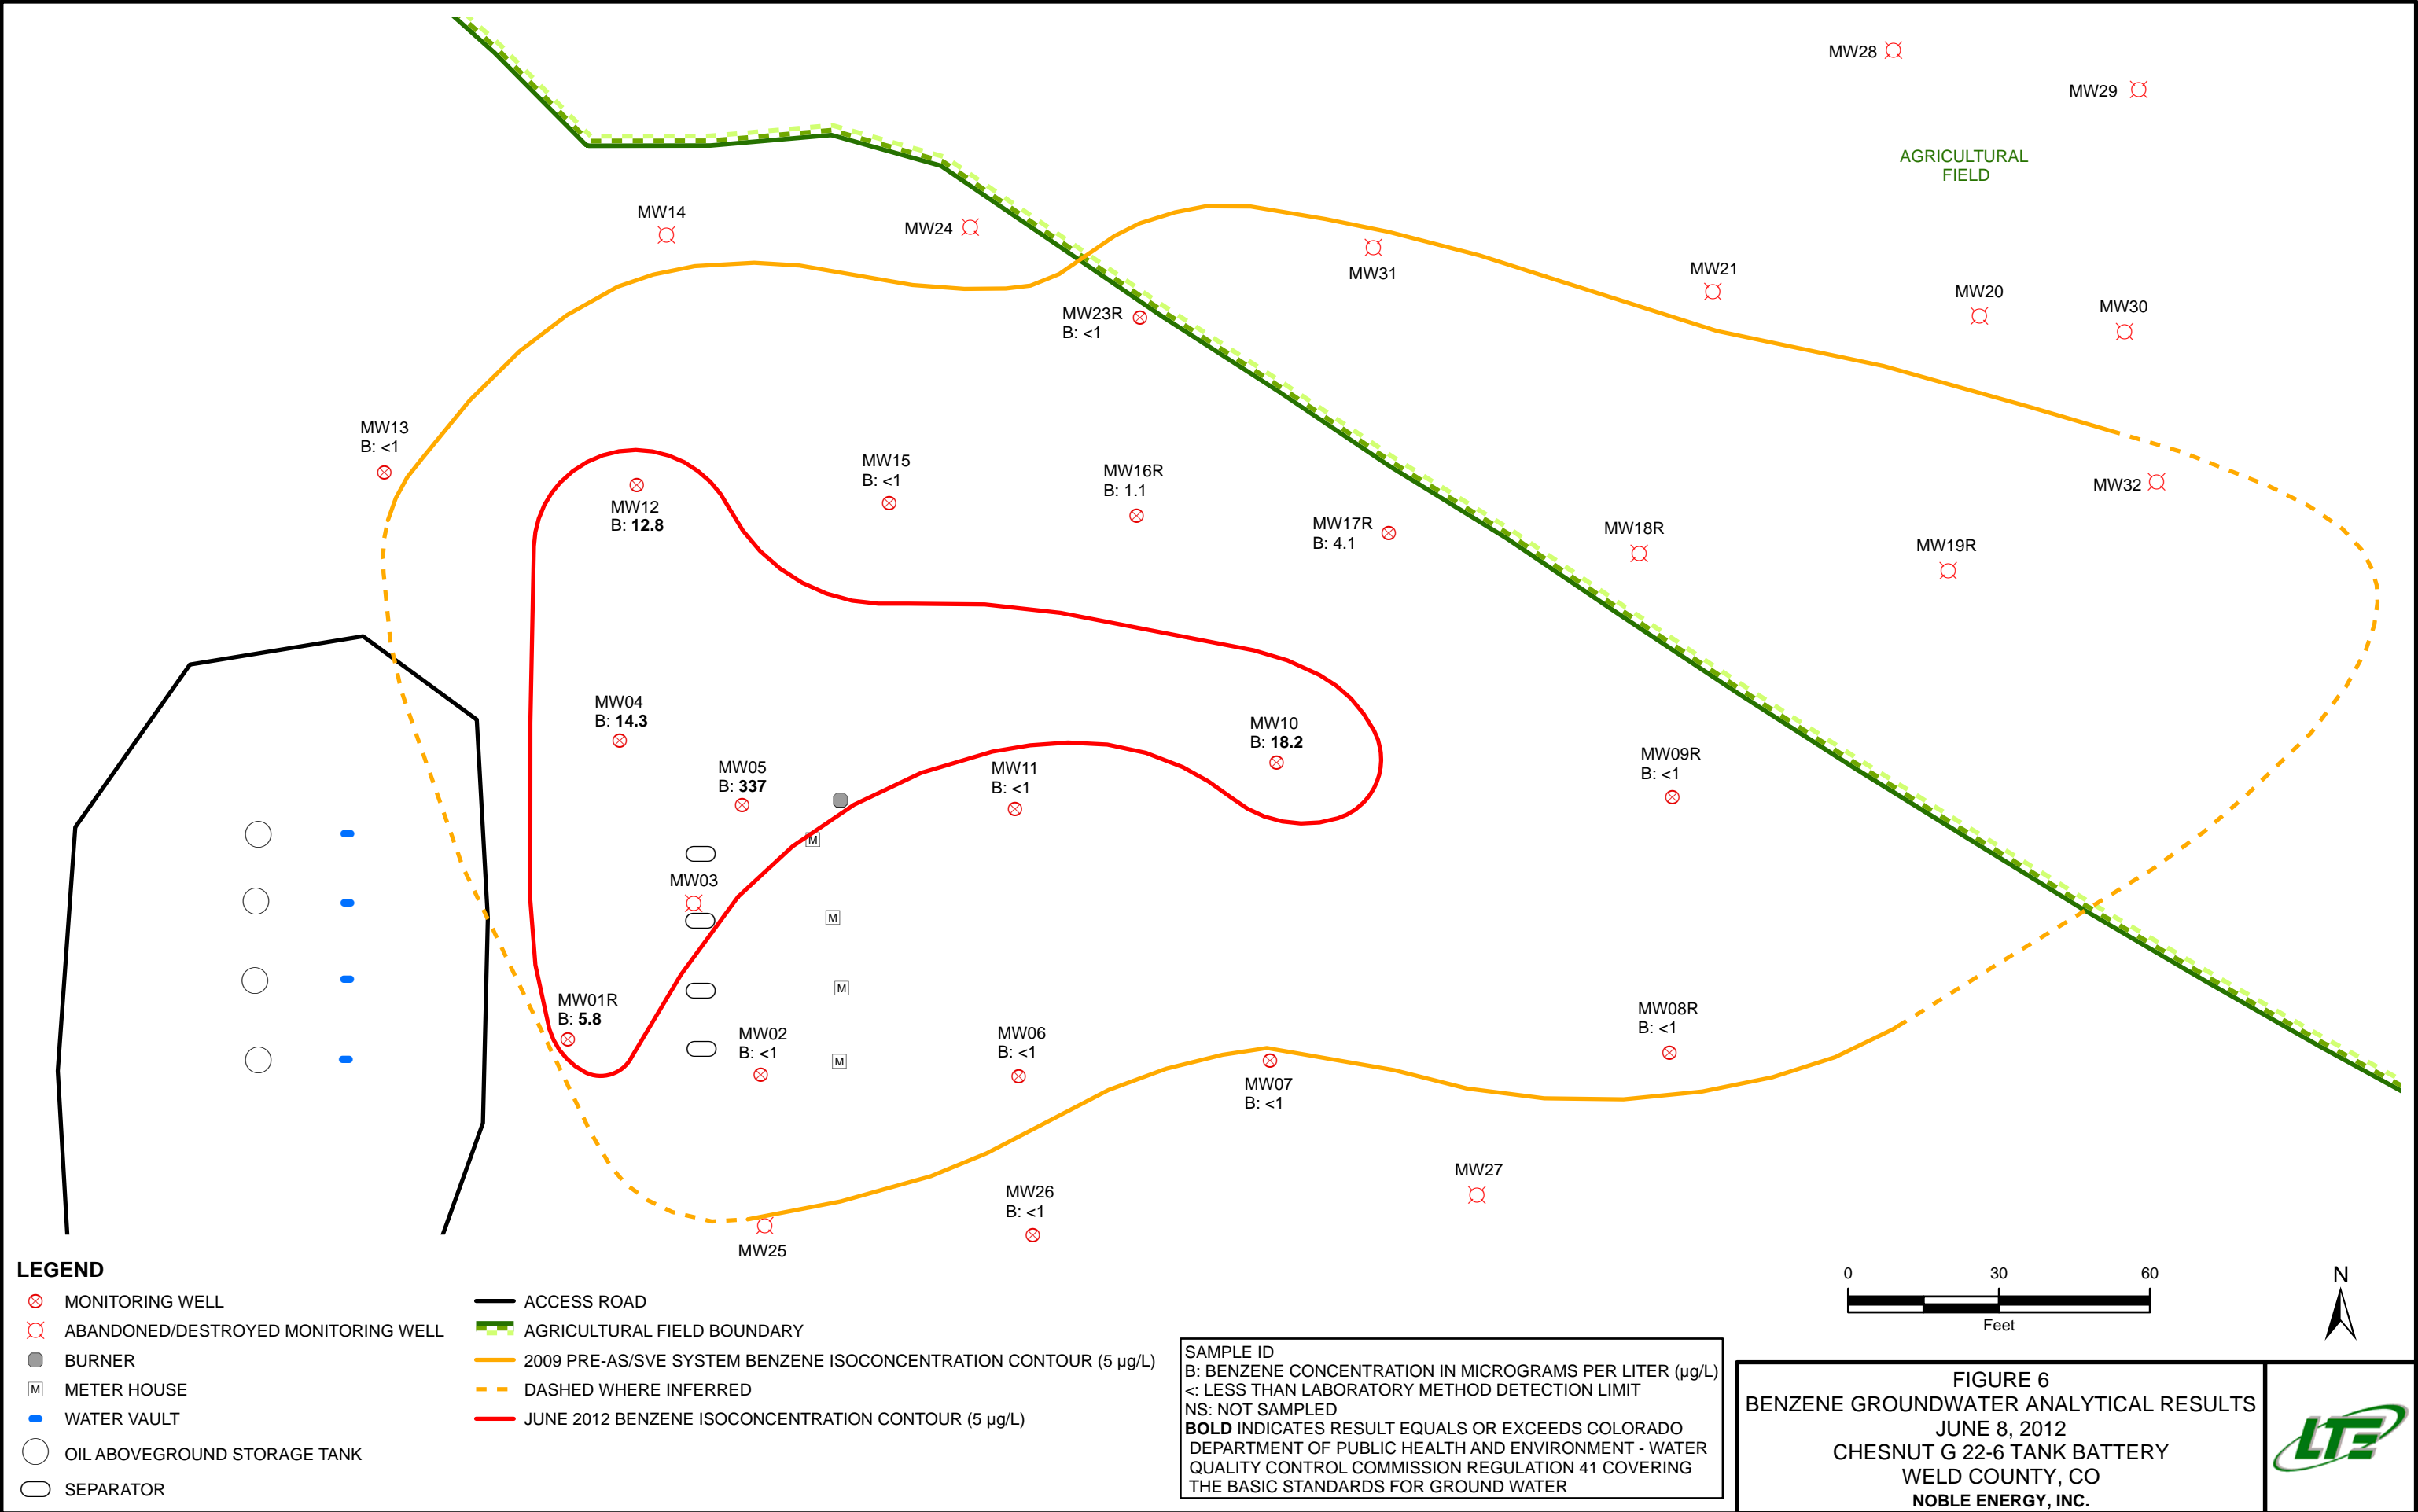 MW28
MW29
AGRICULTURAL
FIELD
MW14
MW24
MW31
MW21
MW20
MW30
MW23R
B: <1
MW13
B: <1
MW12
B: 12.8
MW15
B: <1
MW16R
B: 1.1
MW17R
B: 4.1
MW18R
MW19R
MW32
MW04
B: 14.3
MW05
B: 337
MW11
B: <1
MW10
B: 18.2
MW09R
B: <1
M
MW03
M
M
M
MW01R
B: 5.8
MW02
B: <1
MW06
B: <1
MW07
B: <1
MW08R
B: <1
MW27
MW26
B: <1
MW25
LEGEND
MONITORING WELL
ABANDONED/DESTROYED MONITORING WELL
BURNER
M METER HOUSE
WATER VAULT
OIL ABOVEGROUND STORAGE TANK
SEPARATOR
ACCESS ROAD
AGRICULTURAL FIELD BOUNDARY
2009 PRE-AS/SVE SYSTEM BENZENE ISOCONCENTRATION CONTOUR (5 µg/L)
DASHED WHERE INFERRED
JUNE 2012 BENZENE ISOCONCENTRATION CONTOUR (5 µg/L)
SAMPLE ID
B: BENZENE CONCENTRATION IN MICROGRAMS PER LITER (µg/L)
<: LESS THAN LABORATORY METHOD DETECTION LIMIT
NS: NOT SAMPLED
BOLD INDICATES RESULT EQUALS OR EXCEEDS COLORADO
DEPARTMENT OF PUBLIC HEALTH AND ENVIRONMENT - WATER
QUALITY CONTROL COMMISSION REGULATION 41 COVERING
THE BASIC STANDARDS FOR GROUND WATER
0 30 60
Feet
N
FIGURE 6
BENZENE GROUNDWATER ANALYTICAL RESULTS
JUNE 8, 2012
CHESNUT G 22-6 TANK BATTERY
WELD COUNTY, CO
NOBLE ENERGY, INC.
LTE